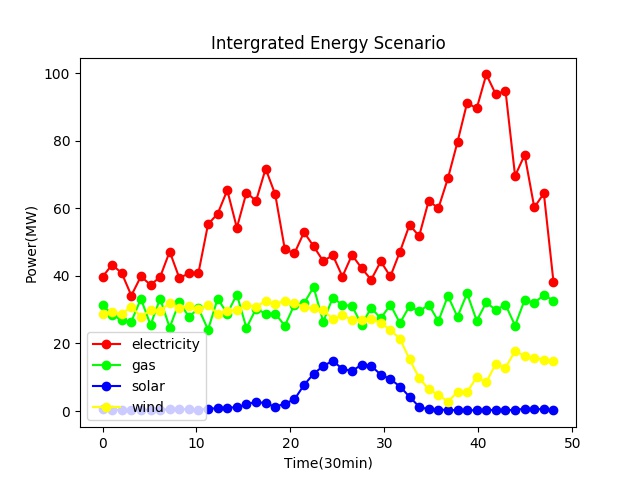 Intergrated Energy Scenario
Power(MW)
100
80
60
40
20
0
electricity
gas
solar
wind
0 10 20 30 40 50
Time(30min)